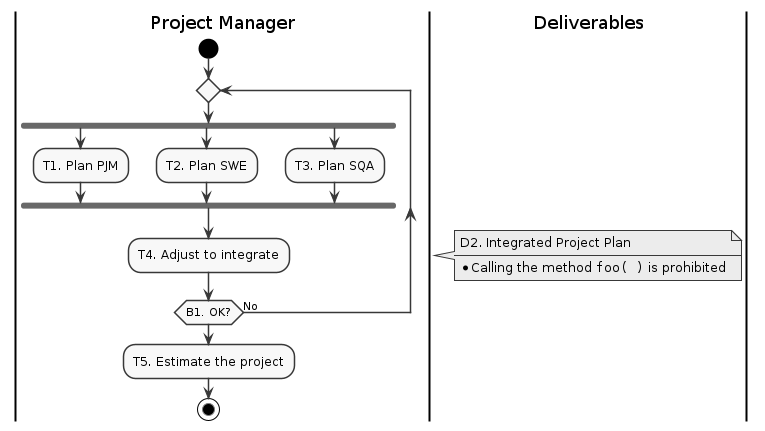 Project Manager
Deliverables
T1. Plan PJM
T2. Plan SWE
T3. Plan SQA
D2. Integrated Project Plan
T4. Adjust to integrate
•Calling the method foo( ) is prohibited
B1. OK?
No
T5. Estimate the project